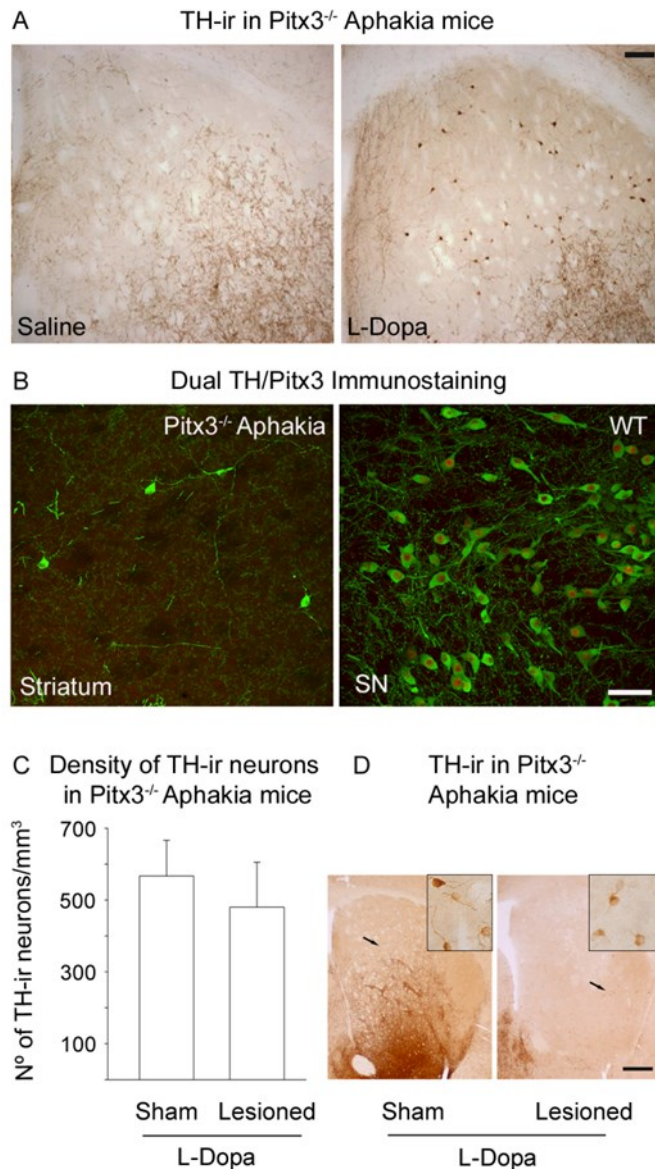 A TH-ir in Pitx3-/- Aphakia mice
Saline
L-Dopa
B Dual TH/Pitx3 Immunostaining
Pitx3-/- Aphakia
WT
Striatum
SN
C Density of TH-ir neurons
in Pitx3-/- Aphakia mice
Nº of TH-ir neurons/mm3
700
500
300
100
Sham Lesioned
L-Dopa
D TH-ir in Pitx3-/-
Aphakia mice
Sham Lesioned
L-Dopa